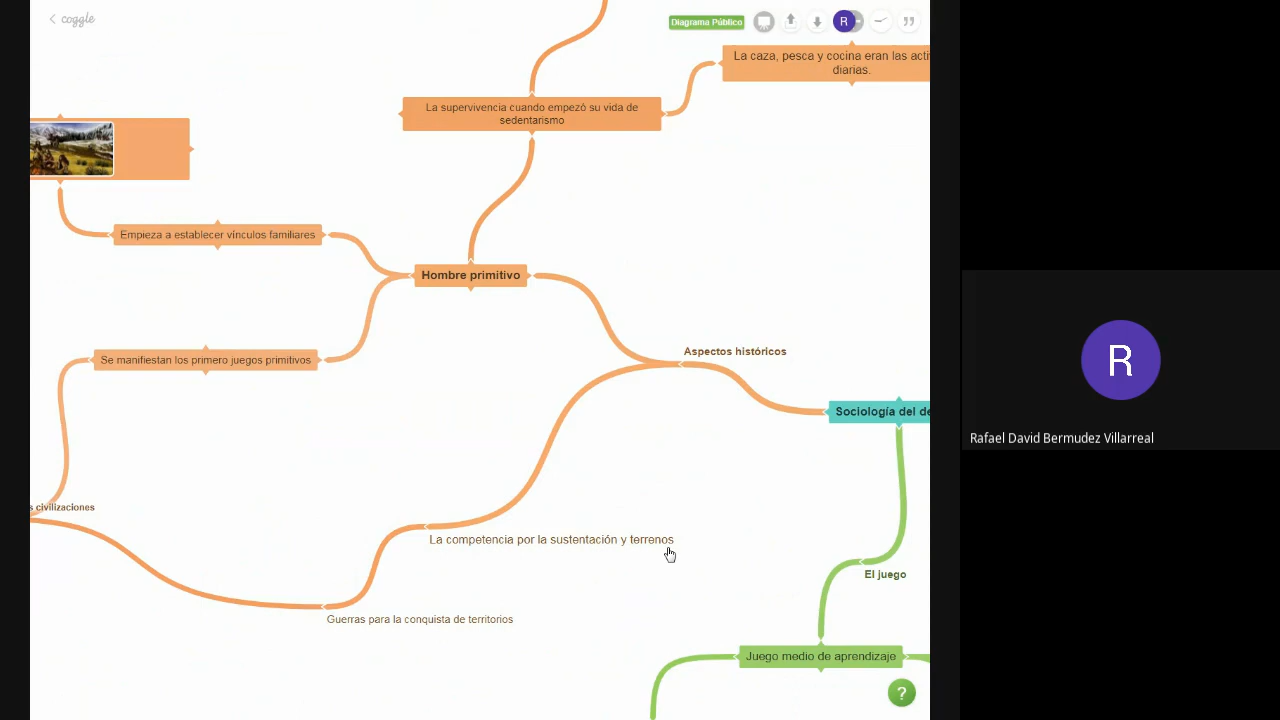 coggle
Diagrama Público
R
La caza, pesca y cocina eran las acti
diarias.
La supervivencia cuando empezó su vida de
sedentarismo
Empieza a establecer vínculos familiares
Hombre primitivo
Se manifiestan los primero juegos primitivos
Aspectos históricos
Sociología del de
R
Rafael David Bermudez Villarreal
s civilizaciones
La competencia por la sustentación y terrenos
El juego
Guerras para la conquista de territorios
Juego medio de aprendizaje
?